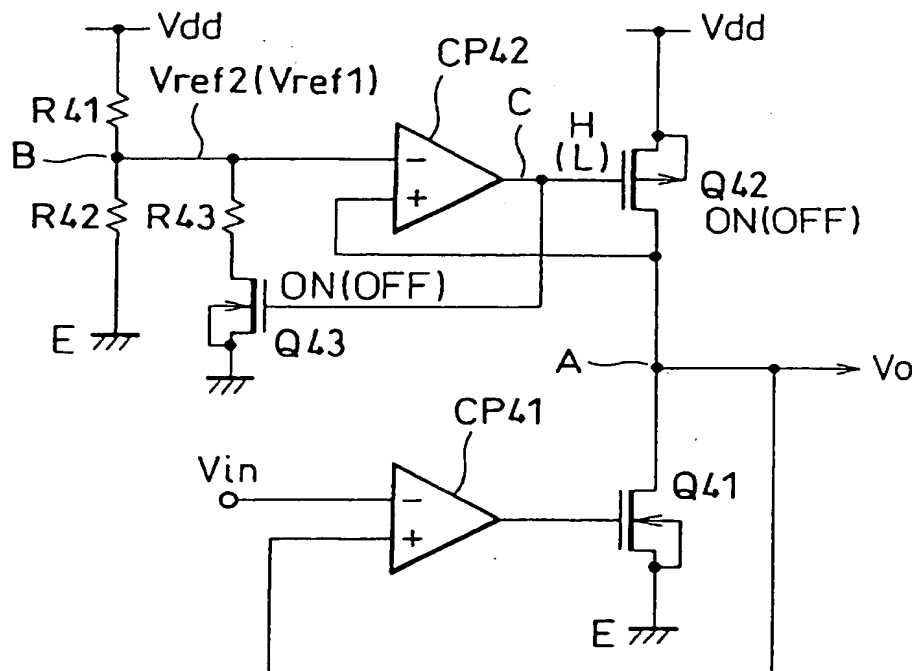 Vdd
Vdd
CP42
Vref2(Vref1)
R41
C
H
(L)
B
−
+
Q42
ON(OFF)
R42
R43
ON(OFF)
E
Q43
A
Vo
CP41
Vin
Q41
−
+
E